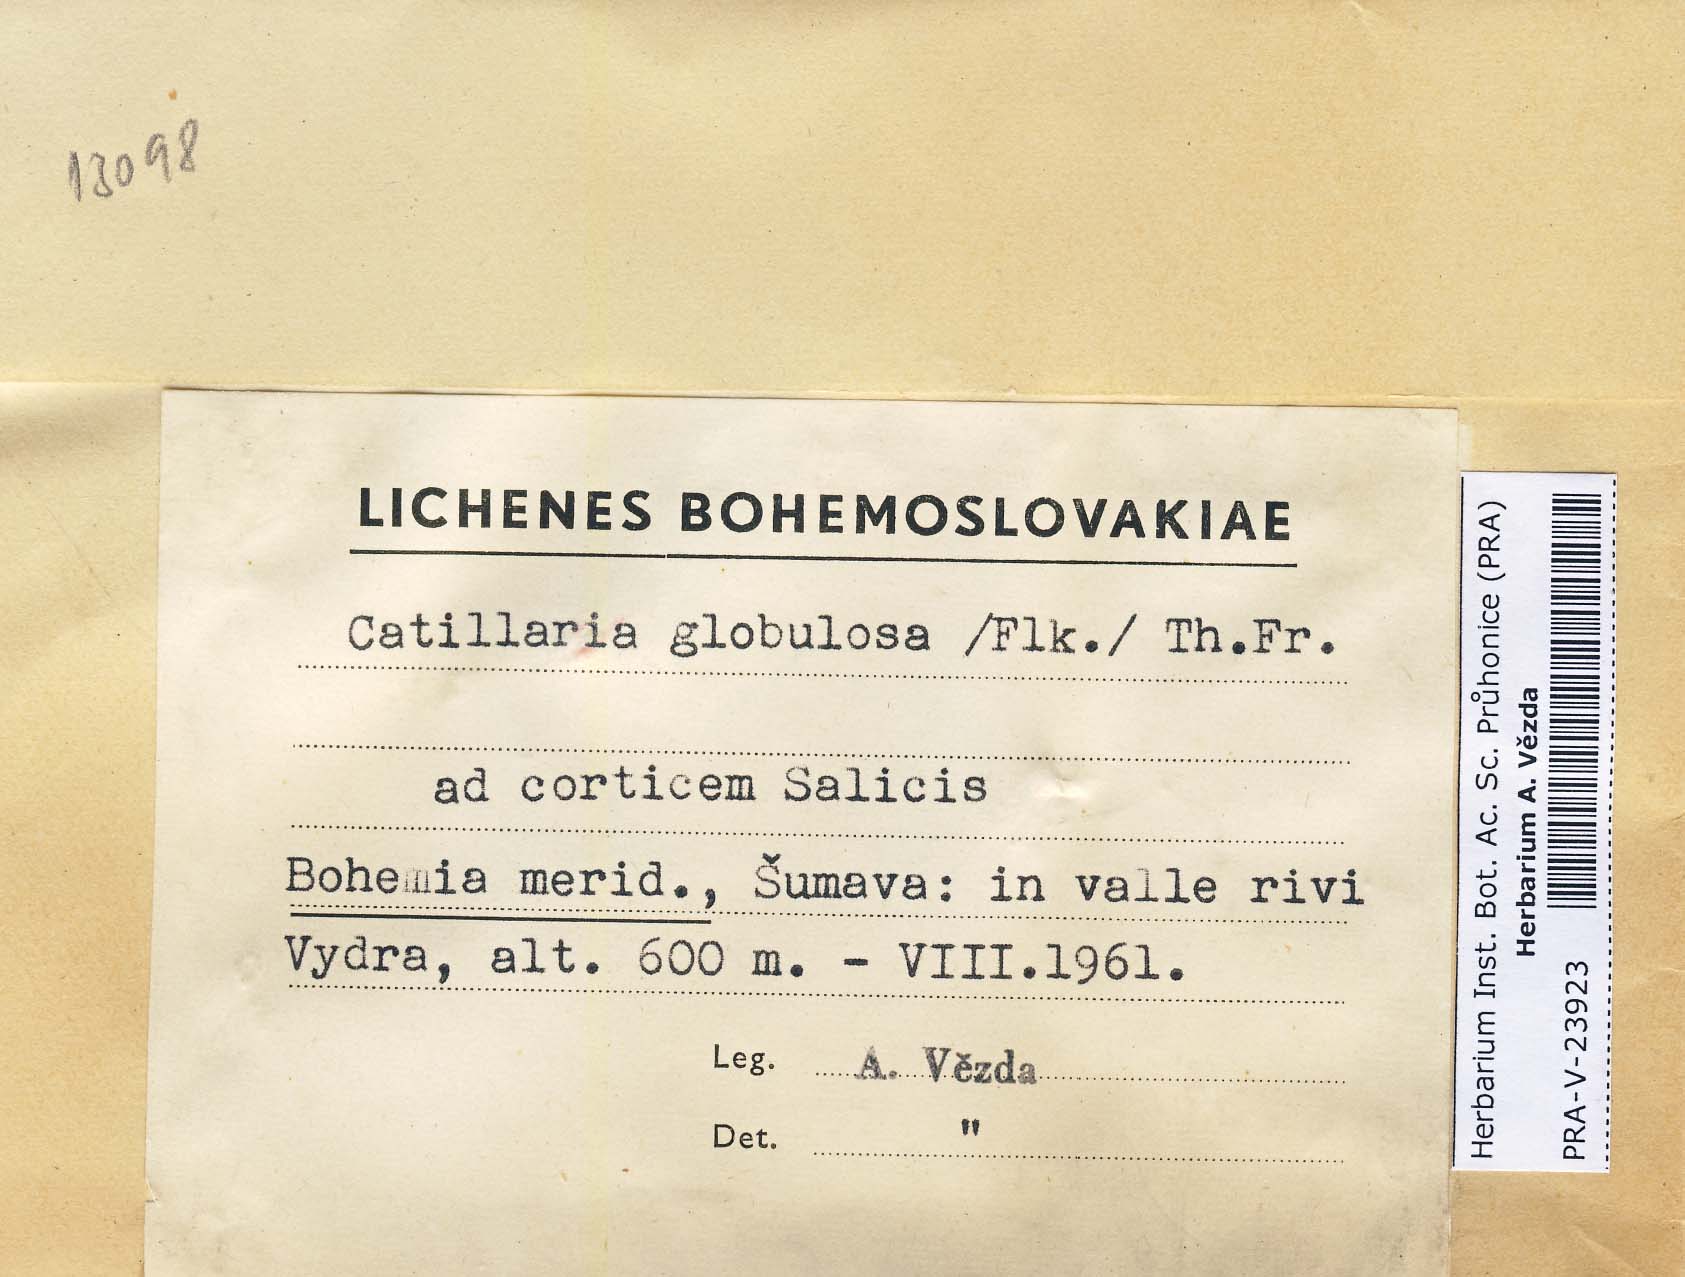 13098
LICHENES BOHEMOSLOVAKIAE
Catillaria globulosa /Flk./ Th.Fr.
ad corticem Salicis
Bohemia merid., Šumava: in valle rivi
Vydra, alt. 600 m. - VIII.1961.
Leg. A. Vězda
Det. "
Herbarium Inst. Bot. Ac. Sc. Průhonice (PRA)
Herbarium A. Vězda
PRA-V-23923